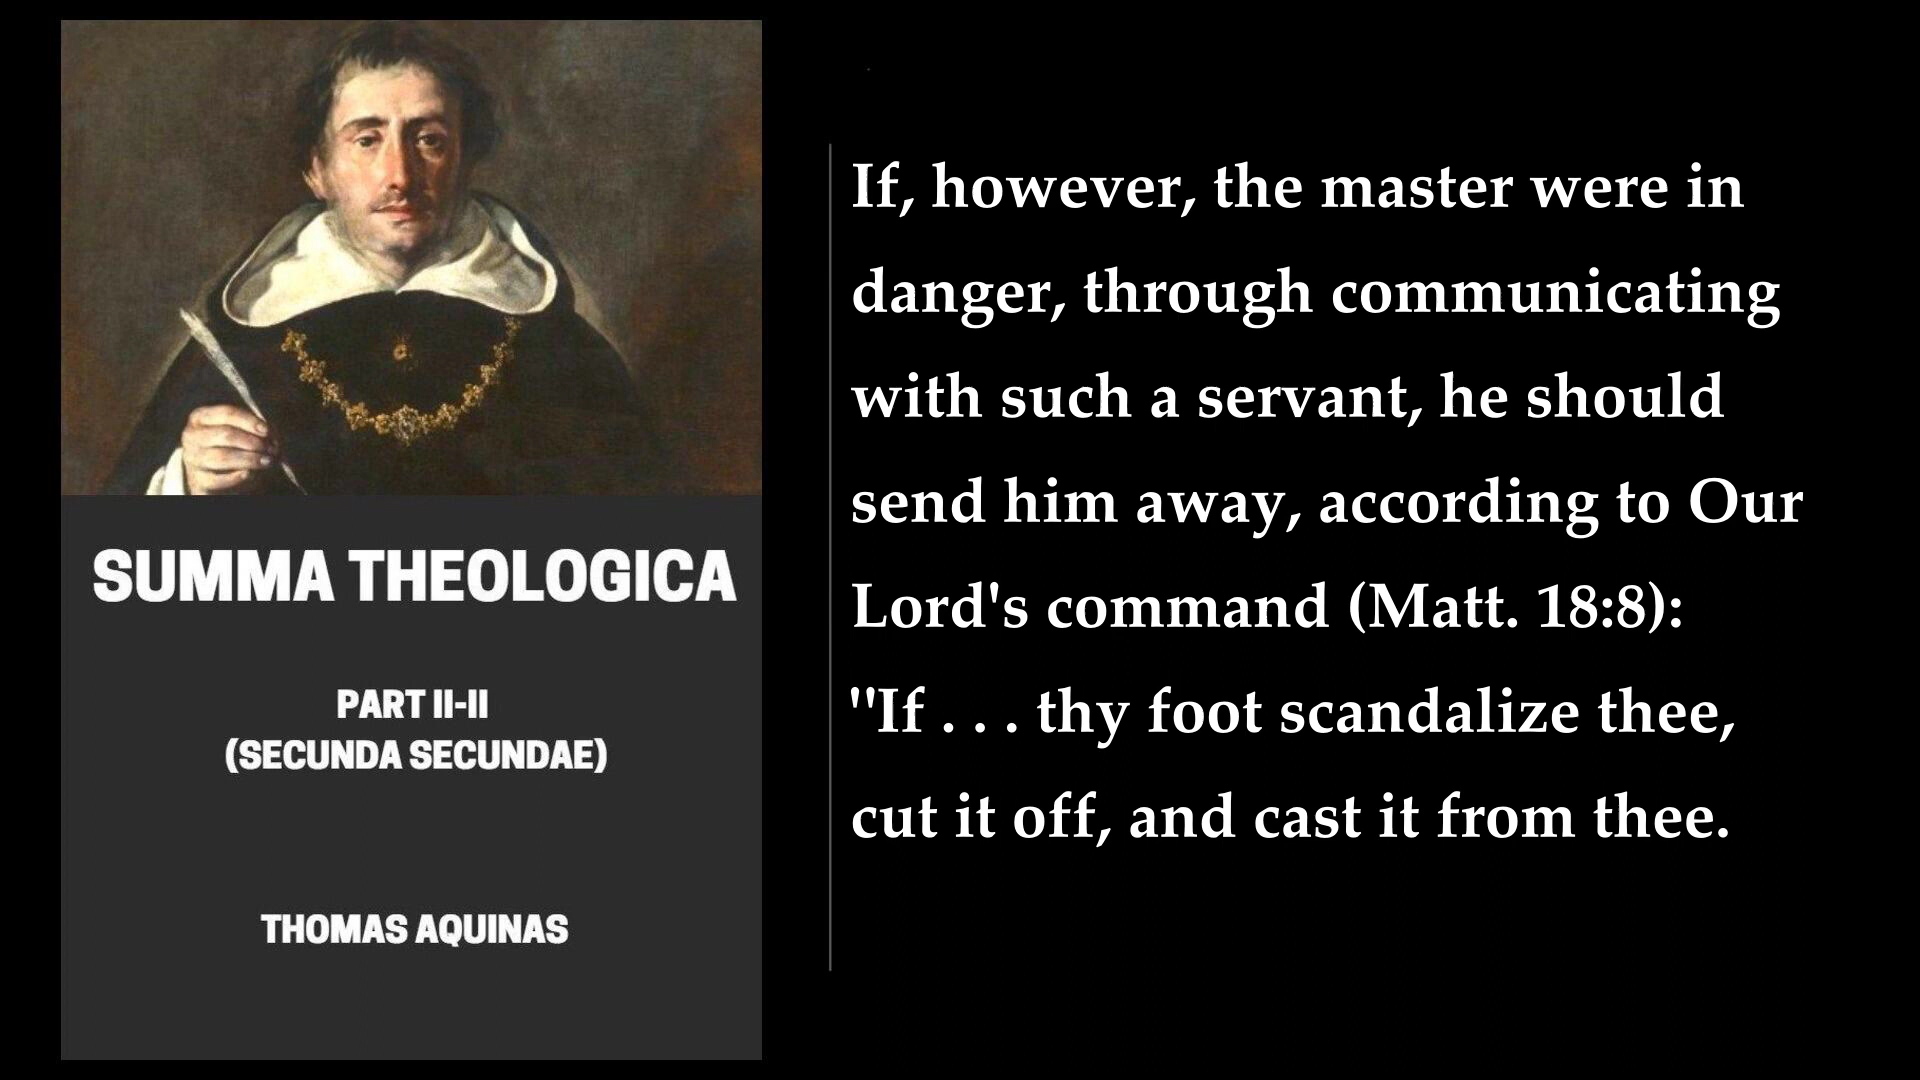 SUMMA THEOLOGICA
PART II-II
(SECUNDA SECUNDAE)
THOMAS AQUINAS
If, however, the master were in
danger, through communicating
with such a servant, he should
send him away, according to Our
Lord's command (Matt. 18:8):
"If . . . thy foot scandalize thee,
cut it off, and cast it from thee.